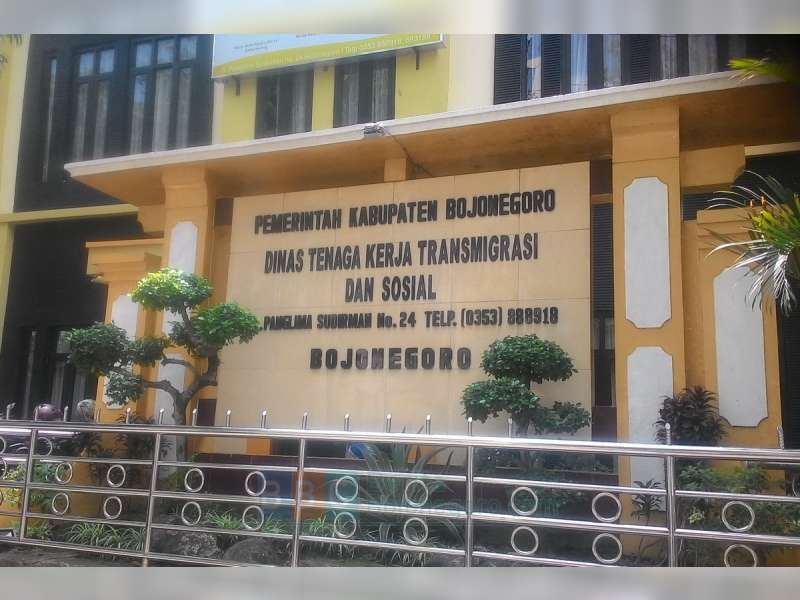 PEMERINTAH KABUPATEN BOJONEGORO
DINAS TENAGA KERJA TRANSMIGRASI
DAN SOSIAL
PANGLIMA SUDIRMAN No. 24 TELP. (0353) 888918
BOJONEGORO